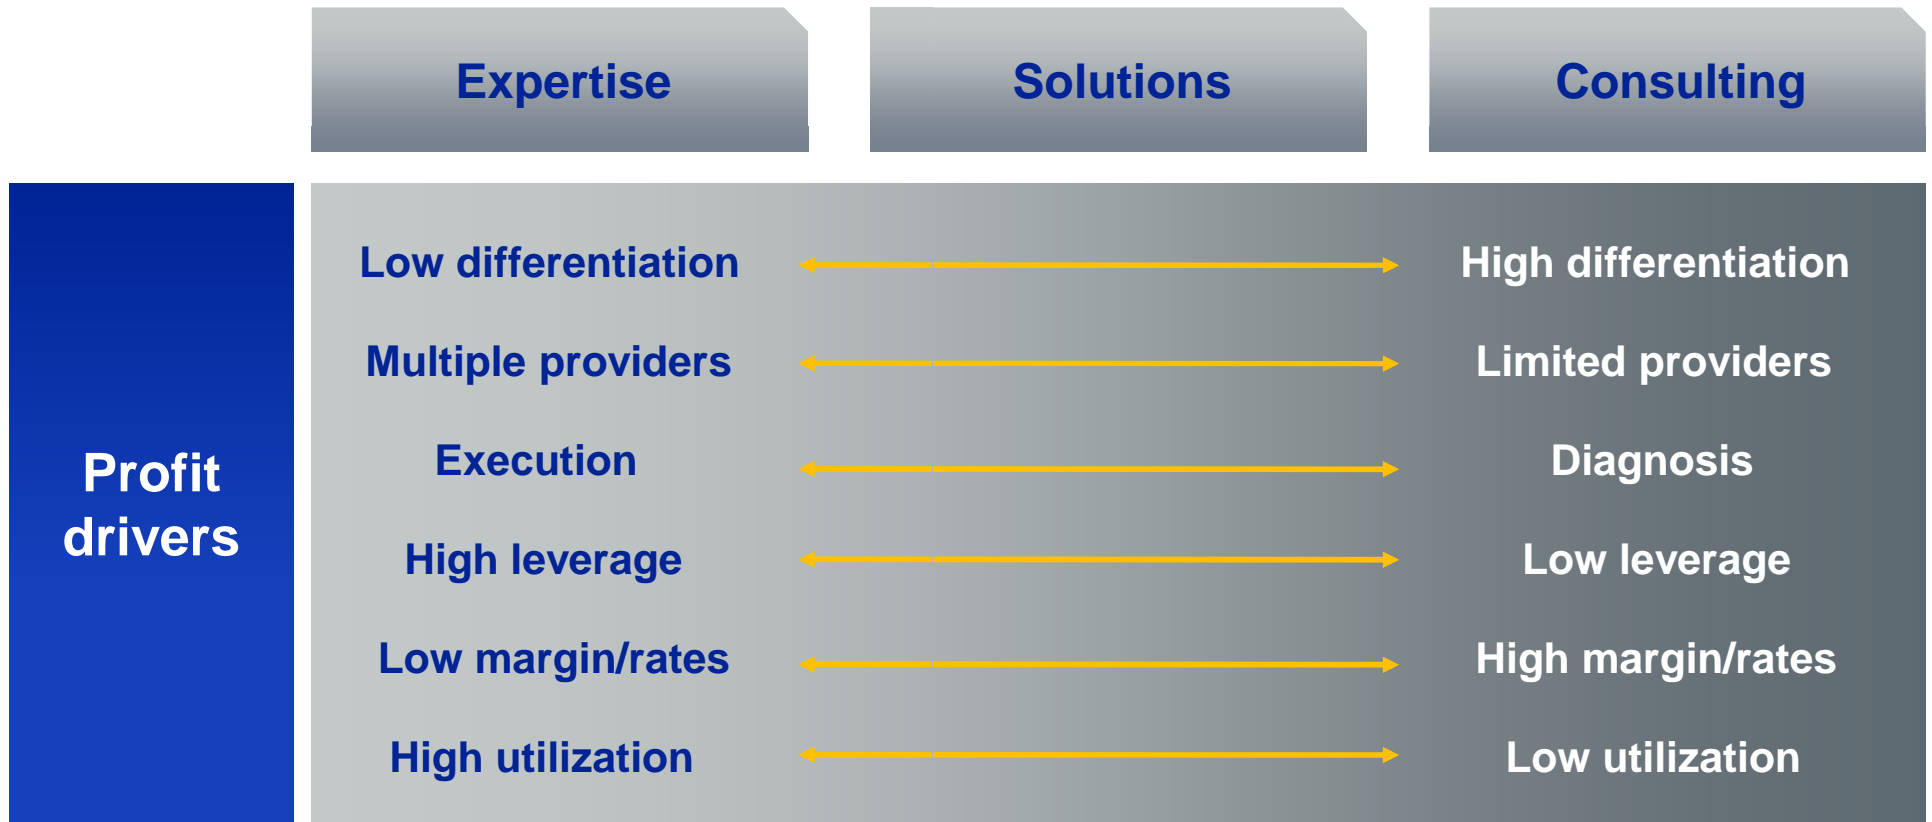 Expertise
Solutions
Consulting
Profit
drivers
Low differentiation
High differentiation
Multiple providers
Limited providers
Execution
Diagnosis
High leverage
Low leverage
Low margin/rates
High margin/rates
High utilization
Low utilization